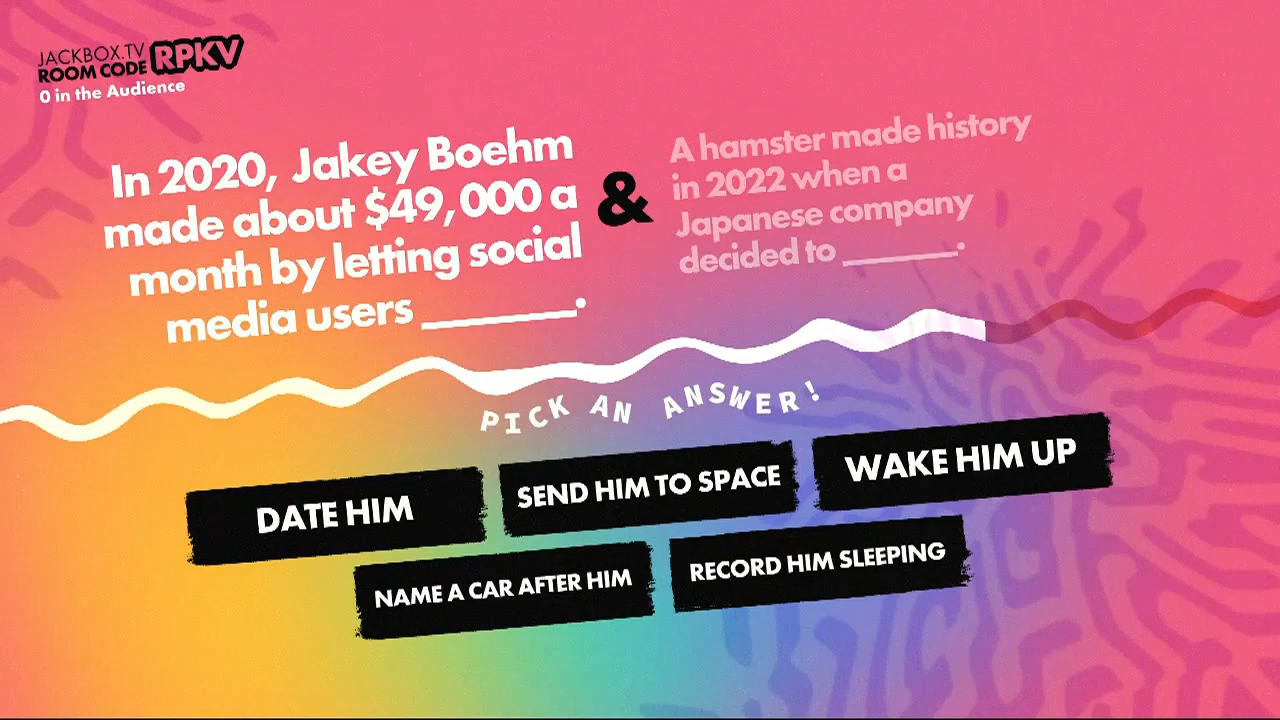 JACKBOX.TV
ROOM CODE RPKV
0 in the Audience
In 2020, Jakey Boehm
made about $49,000 a
month by letting social
media users ________.
&
A hamster made history
in 2022 when a
Japanese company
decided to ________.
PICK AN ANSWER!
DATE HIM
SEND HIM TO SPACE
WAKE HIM UP
NAME A CAR AFTER HIM
RECORD HIM SLEEPING